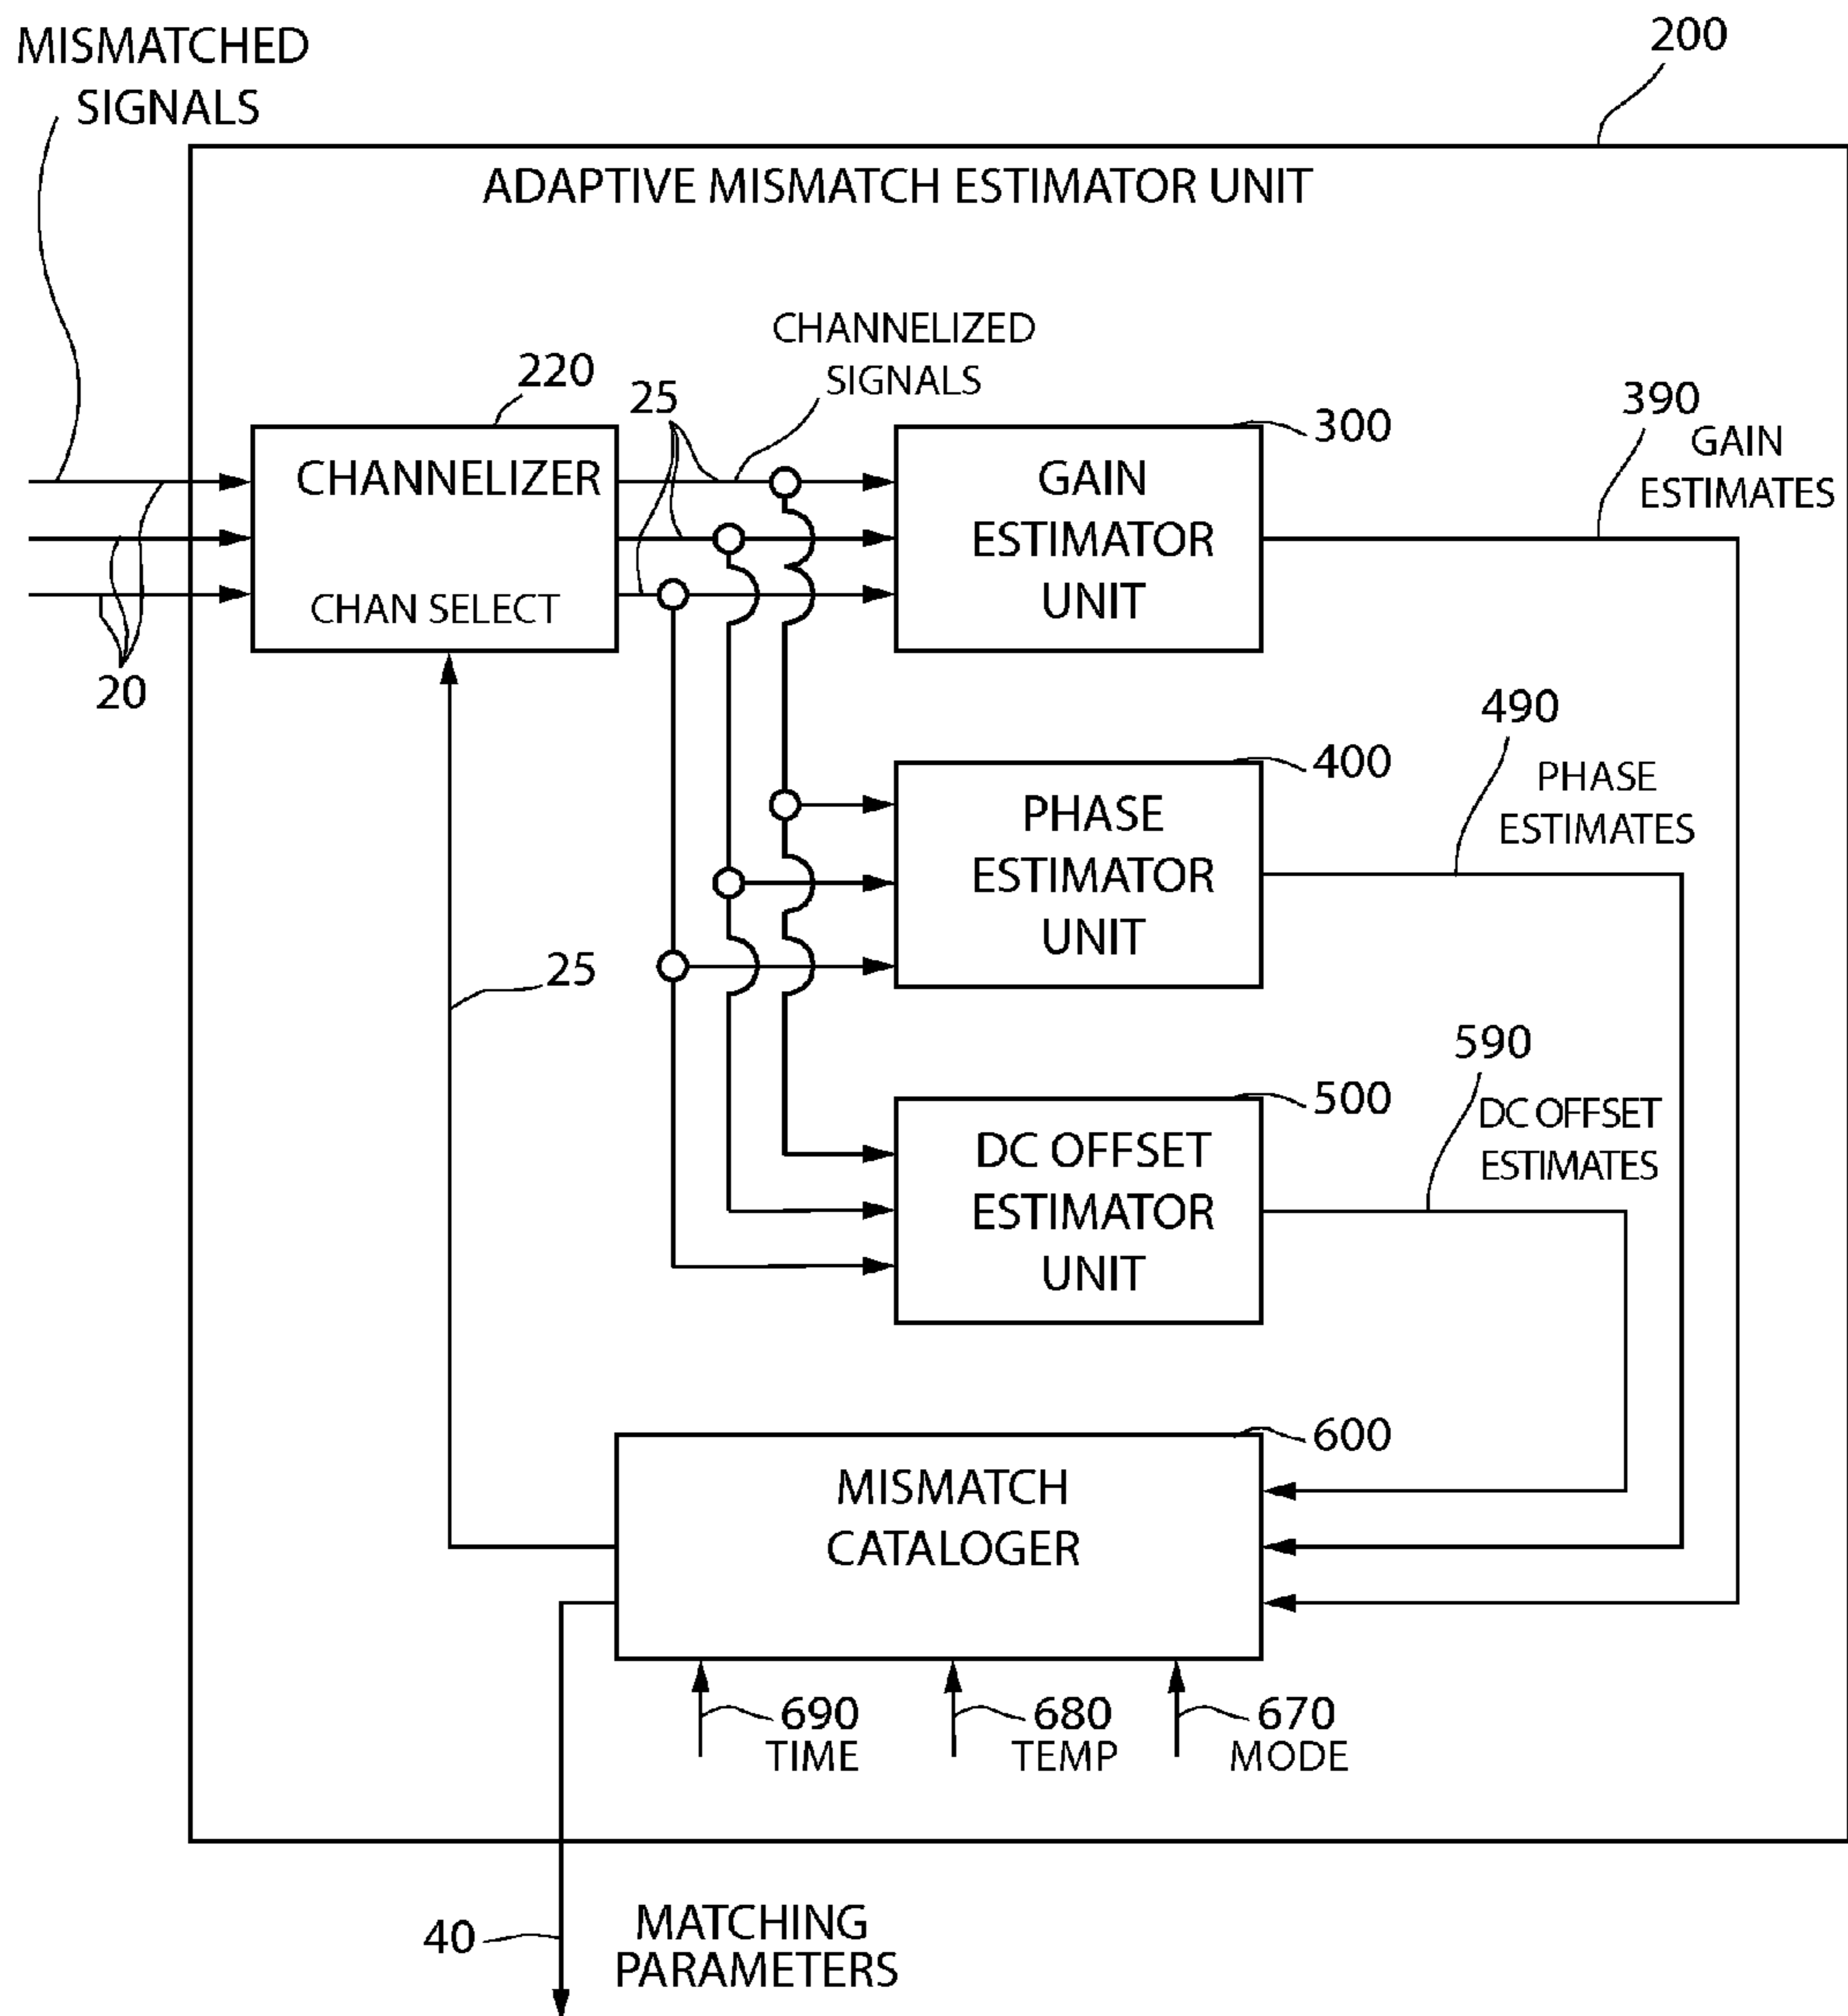 MISMATCHED
SIGNALS
200
ADAPTIVE MISMATCH ESTIMATOR UNIT
CHANNELIZED
SIGNALS
220
25
300
390
GAIN
ESTIMATES
CHANNELIZER
CHAN SELECT
GAIN
ESTIMATOR
UNIT
20
490
PHASE
ESTIMATES
400
PHASE
ESTIMATOR
UNIT
25
590
DC OFFSET
ESTIMATES
500
DC OFFSET
ESTIMATOR
UNIT
600
MISMATCH
CATALOGER
690
TIME
680
TEMP
670
MODE
40
MATCHING
PARAMETERS